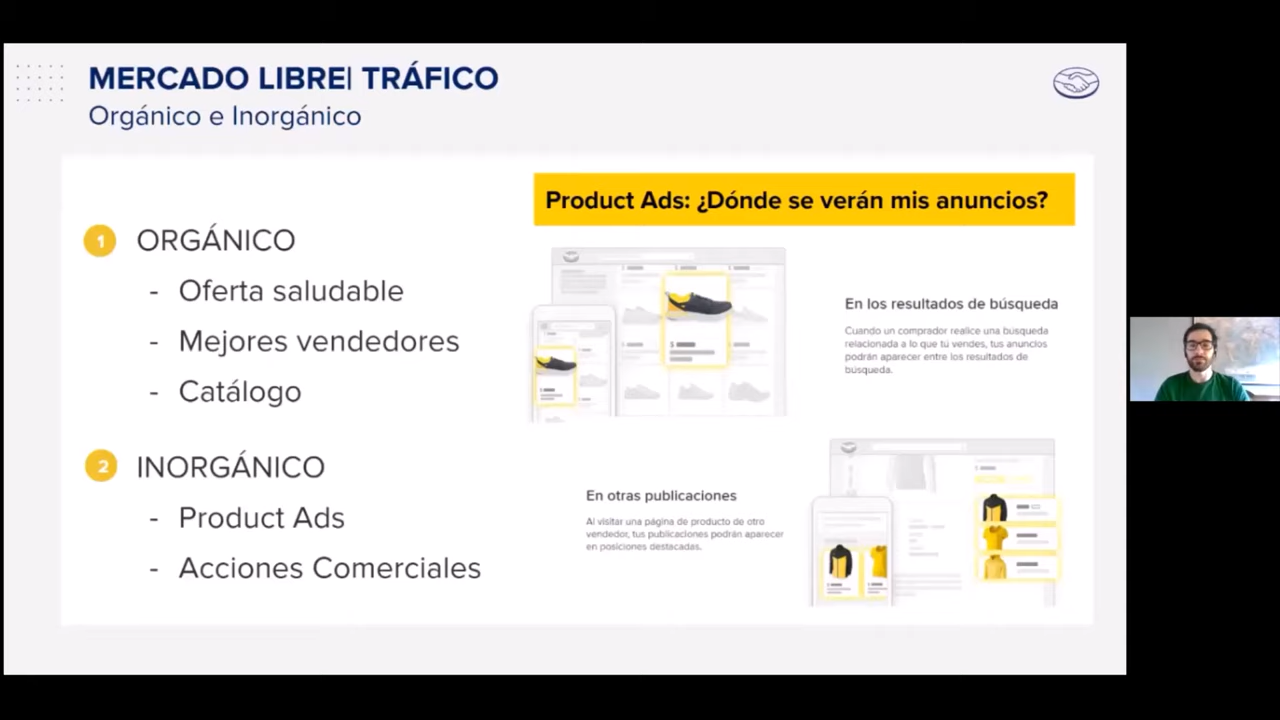 MERCADO LIBRE| TRÁFICO
Orgánico e Inorgánico
1 ORGÁNICO
- Oferta saludable
- Mejores vendedores
- Catálogo
2 INORGÁNICO
- Product Ads
- Acciones Comerciales
Product Ads: ¿Dónde se verán mis anuncios?
En los resultados de búsqueda
Cuando un comprador realice una búsqueda
relacionada a lo que tú vendes, tus anuncios
podrán aparecer entre los resultados de
búsqueda.
En otras publicaciones
Al visitar una página de producto de otro
vendedor, tus publicaciones podrán aparecer
en posiciones destacadas.